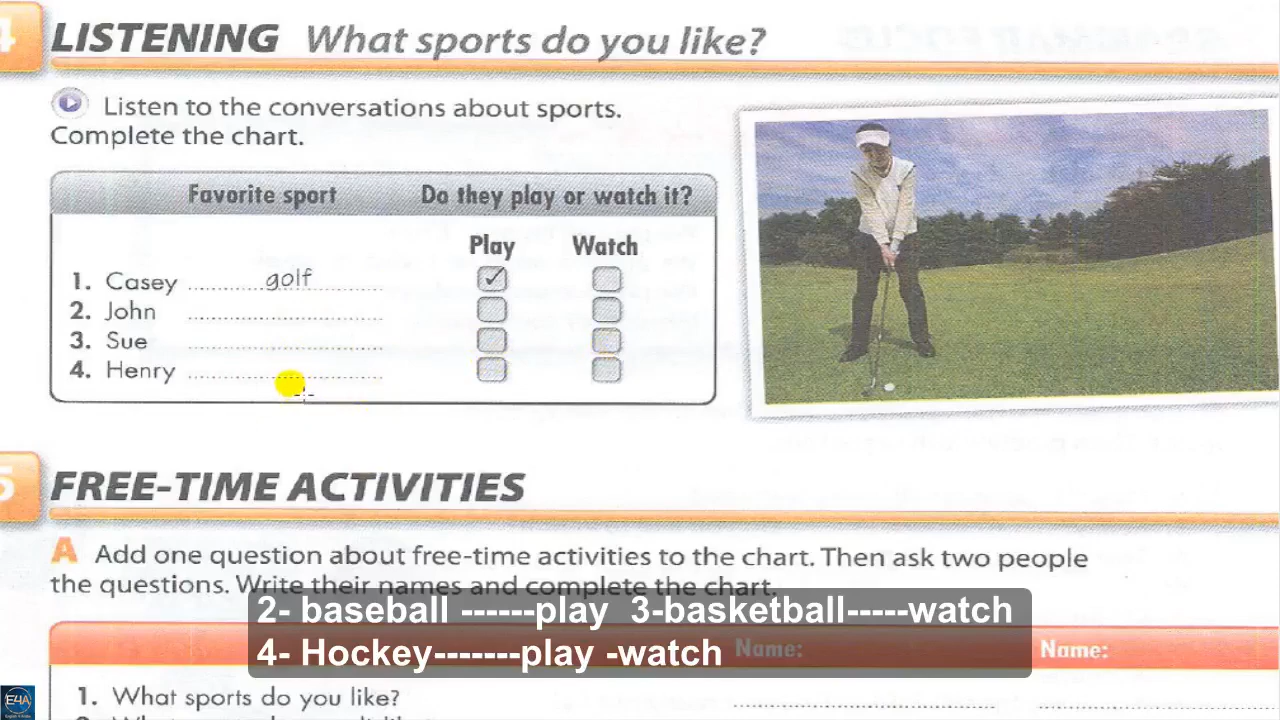 4 LISTENING What sports do you like?
Listen to the conversations about sports.
Complete the chart.
Favorite sport Do they play or watch it?
Play Watch
1. Casey golf ✓
2. John
3. Sue
4. Henry
5 FREE-TIME ACTIVITIES
A Add one question about free-time activities to the chart. Then ask two people
the questions. Write their names and complete the chart.
2- baseball ------play 3-basketball-----watch
4- Hockey-------play -watch
Name: Name:
1. What sports do you like?
E4A